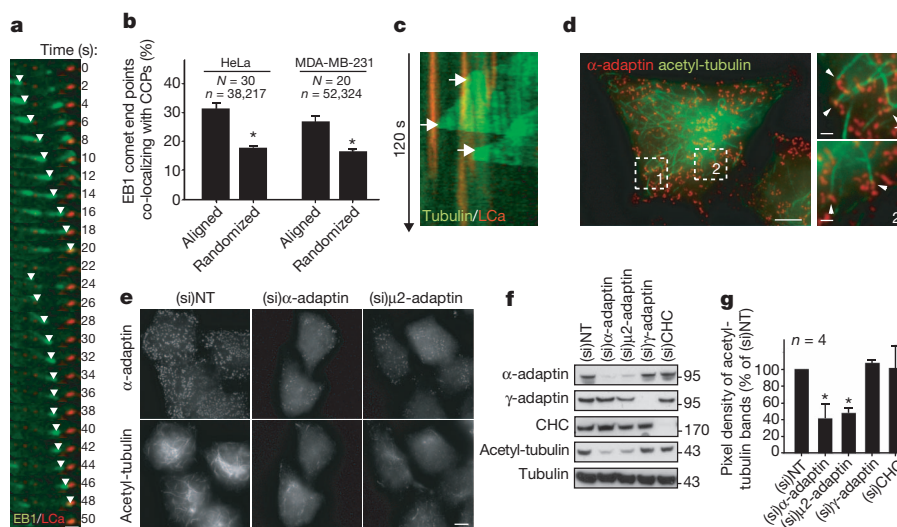 a
Time (s):
0
2
4
6
8
10
12
14
16
18
20
22
24
26
28
30
32
34
36
38
40
42
44
46
48
50
EB1/LCa
b
EB1 comet end points
co-localizing with CCPs (%)
40
30
20
10
0
HeLa
N = 30
n = 38,217
MDA-MB-231
N = 20
n = 52,324
*
*
Aligned
Randomized
Aligned
Randomized
c
120 s
Tubulin/LCa
d
α-adaptin acetyl-tubulin
1
2
2
e
(si)NT
(si)α-adaptin
(si)μ2-adaptin
α-adaptin
Acetyl-tubulin
f
(si)NT
(si)α-adaptin
(si)μ2-adaptin
(si)γ-adaptin
(si)CHC
α-adaptin
95
γ-adaptin
95
CHC
170
Acetyl-tubulin
43
Tubulin
43
g
Pixel density of acetyl-
tubulin bands (% of (si)NT)
n = 4
100
80
60
40
20
0
*
*
(si)NT
(si)α-adaptin
(si)μ2-adaptin
(si)γ-adaptin
(si)CHC